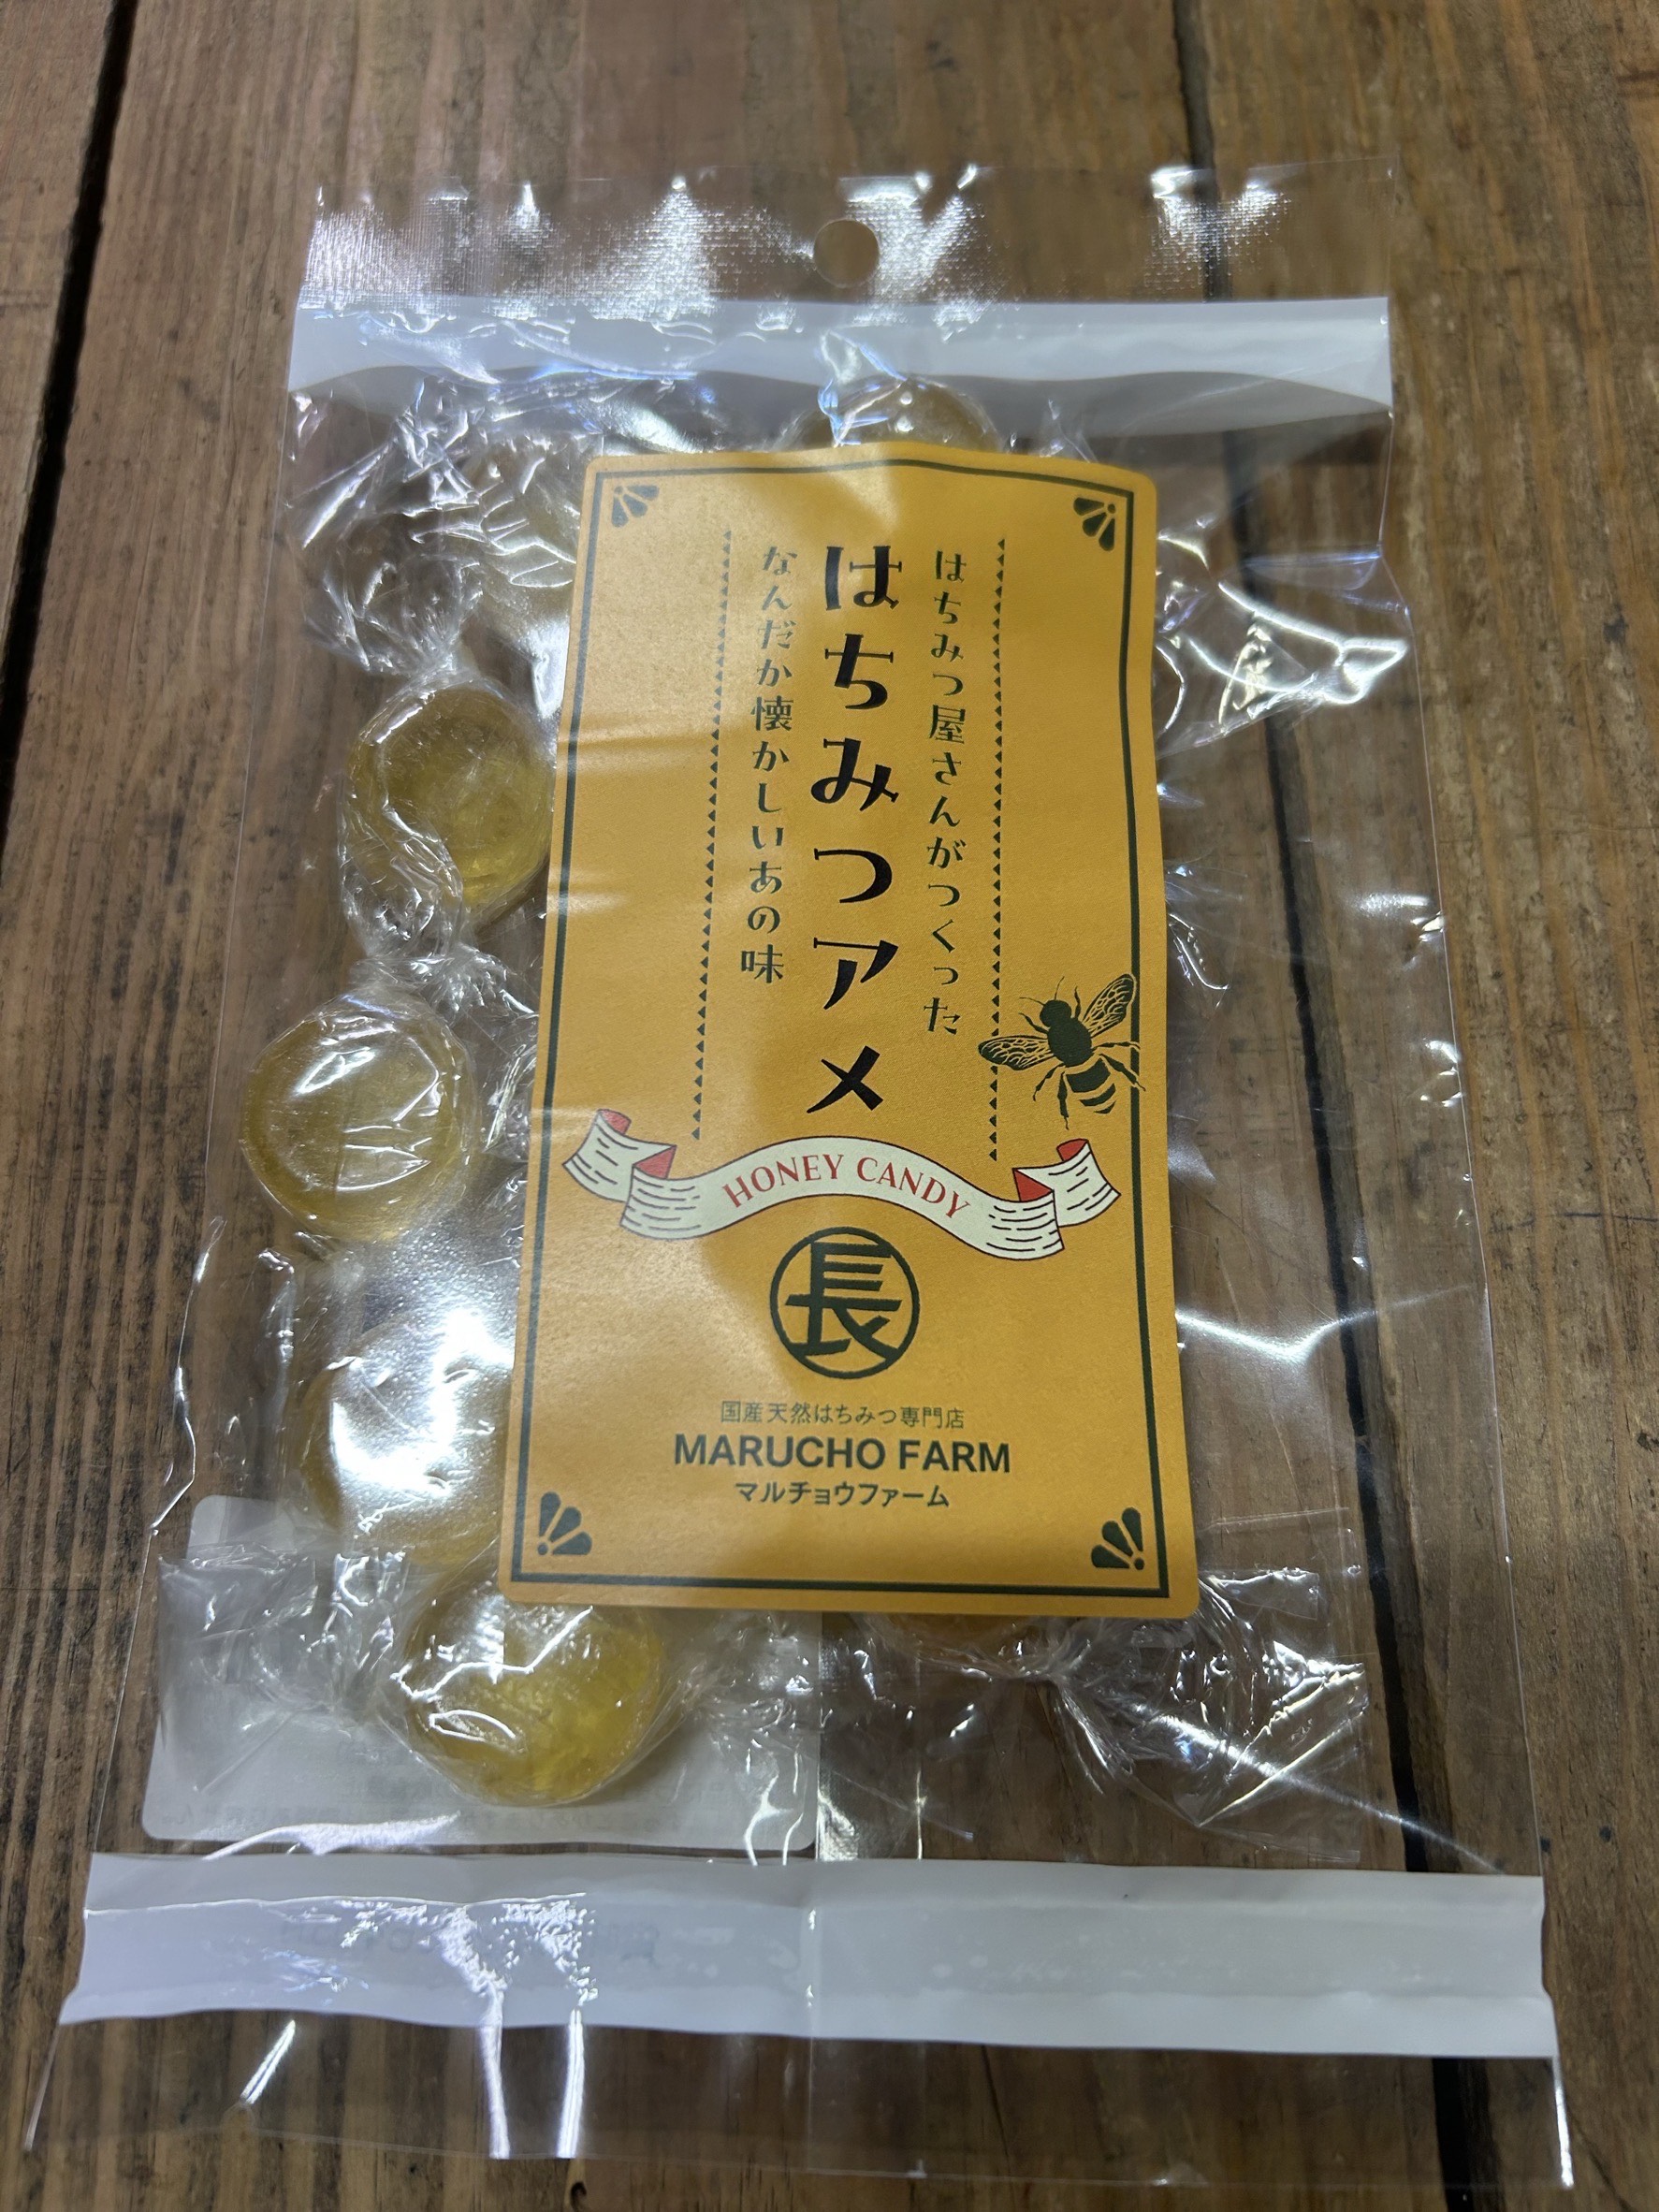 はちみつ屋さんがつくった
はちみつアメ
なんだか懐かしいあの味
HONEY CANDY
長
国産天然はちみつ専門店
MARUCHO FARM
マルチョウファーム